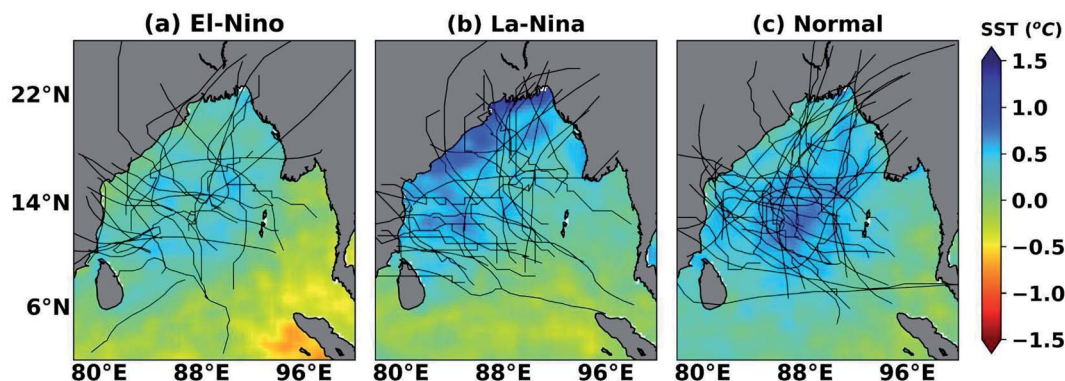 (a) El-Nino (b) La-Nina (c) Normal SST (°C)
22°N
14°N
6°N
80°E 88°E 96°E 80°E 88°E 96°E 80°E 88°E 96°E
1.5
1.0
0.5
0.0
−0.5
−1.0
−1.5